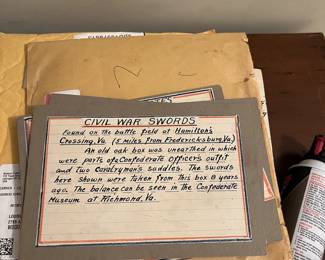 CIVIL WAR SWORDS
Found on the battle field at Hamilton's
Crossing, Va. (5 miles from Fredericksburg, Va.)
An old oak box was unearthed in which
were parts of a Confederate officer's outfit
and two Cavalryman's saddles. The swords
here shown were taken from this box 8 years
ago. The balance can be seen in the Confederate
Museum at Richmond, Va.